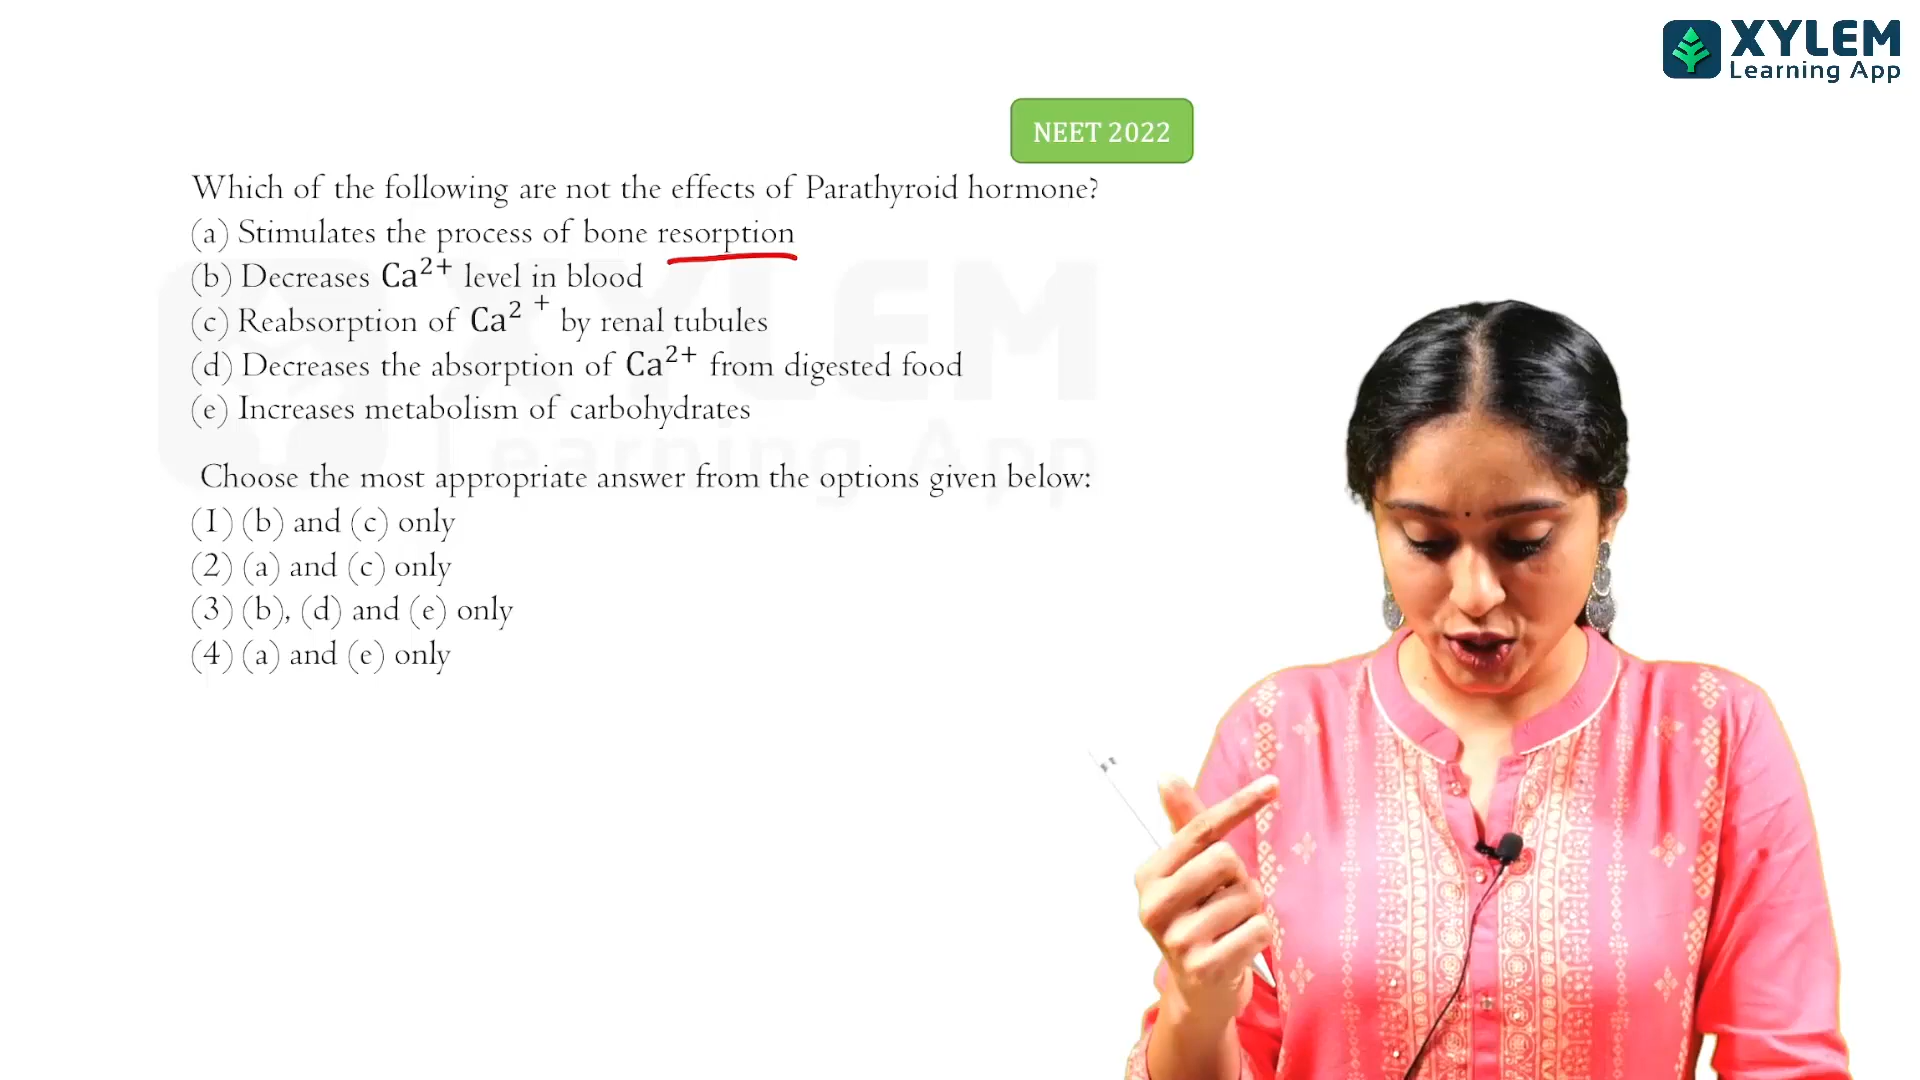 XYLEM
Learning App
NEET 2022
Which of the following are not the effects of Parathyroid hormone?
(a) Stimulates the process of bone resorption
(b) Decreases Ca²⁺ level in blood
(c) Reabsorption of Ca² ⁺ by renal tubules
(d) Decreases the absorption of Ca²⁺ from digested food
(e) Increases metabolism of carbohydrates
XYLEM
Learning App
Choose the most appropriate answer from the options given below:
(1) (b) and (c) only
(2) (a) and (c) only
(3) (b), (d) and (e) only
(4) (a) and (e) only